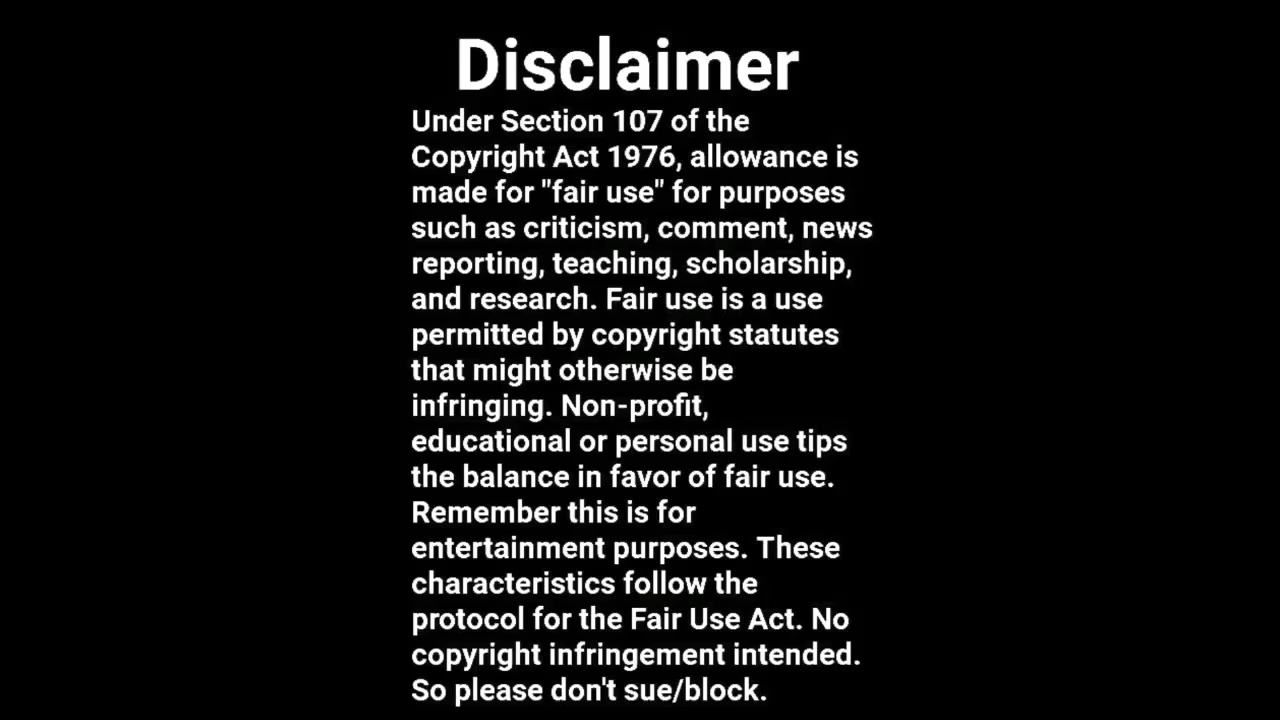 Disclaimer
Under Section 107 of the
Copyright Act 1976, allowance is
made for "fair use" for purposes
such as criticism, comment, news
reporting, teaching, scholarship,
and research. Fair use is a use
permitted by copyright statutes
that might otherwise be
infringing. Non-profit,
educational or personal use tips
the balance in favor of fair use.
Remember this is for
entertainment purposes. These
characteristics follow the
protocol for the Fair Use Act. No
copyright infringement intended.
So please don't sue/block.